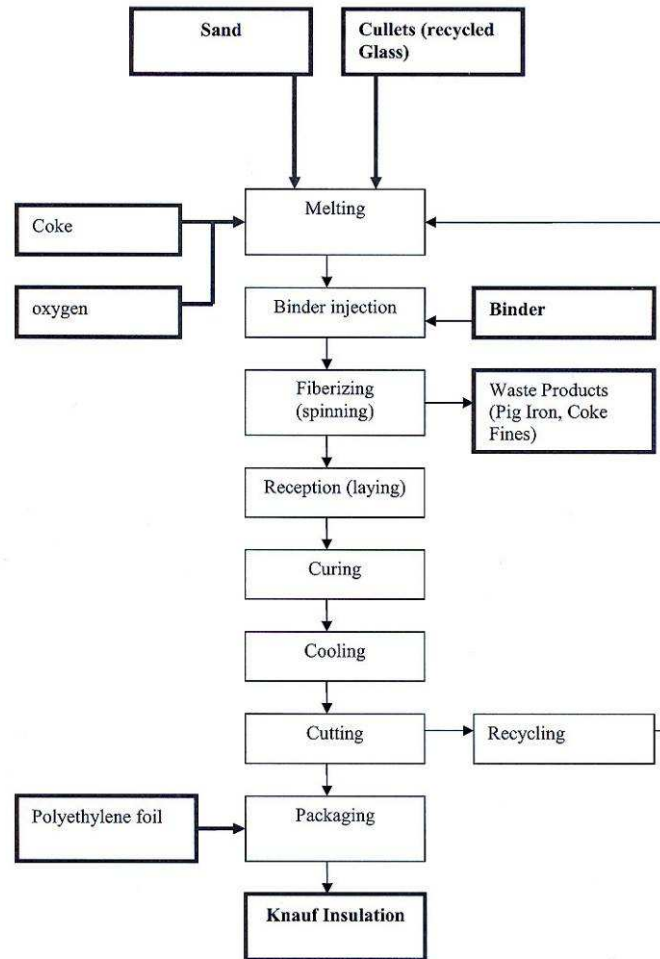 Sand
Cullets (recycled
Glass)
Melting
Coke
oxygen
Binder injection
Binder
Fiberizing
(spinning)
Waste Products
(Pig Iron, Coke
Fines)
Reception (laying)
Curing
Cooling
Cutting
Recycling
Polyethylene foil
Packaging
Knauf Insulation